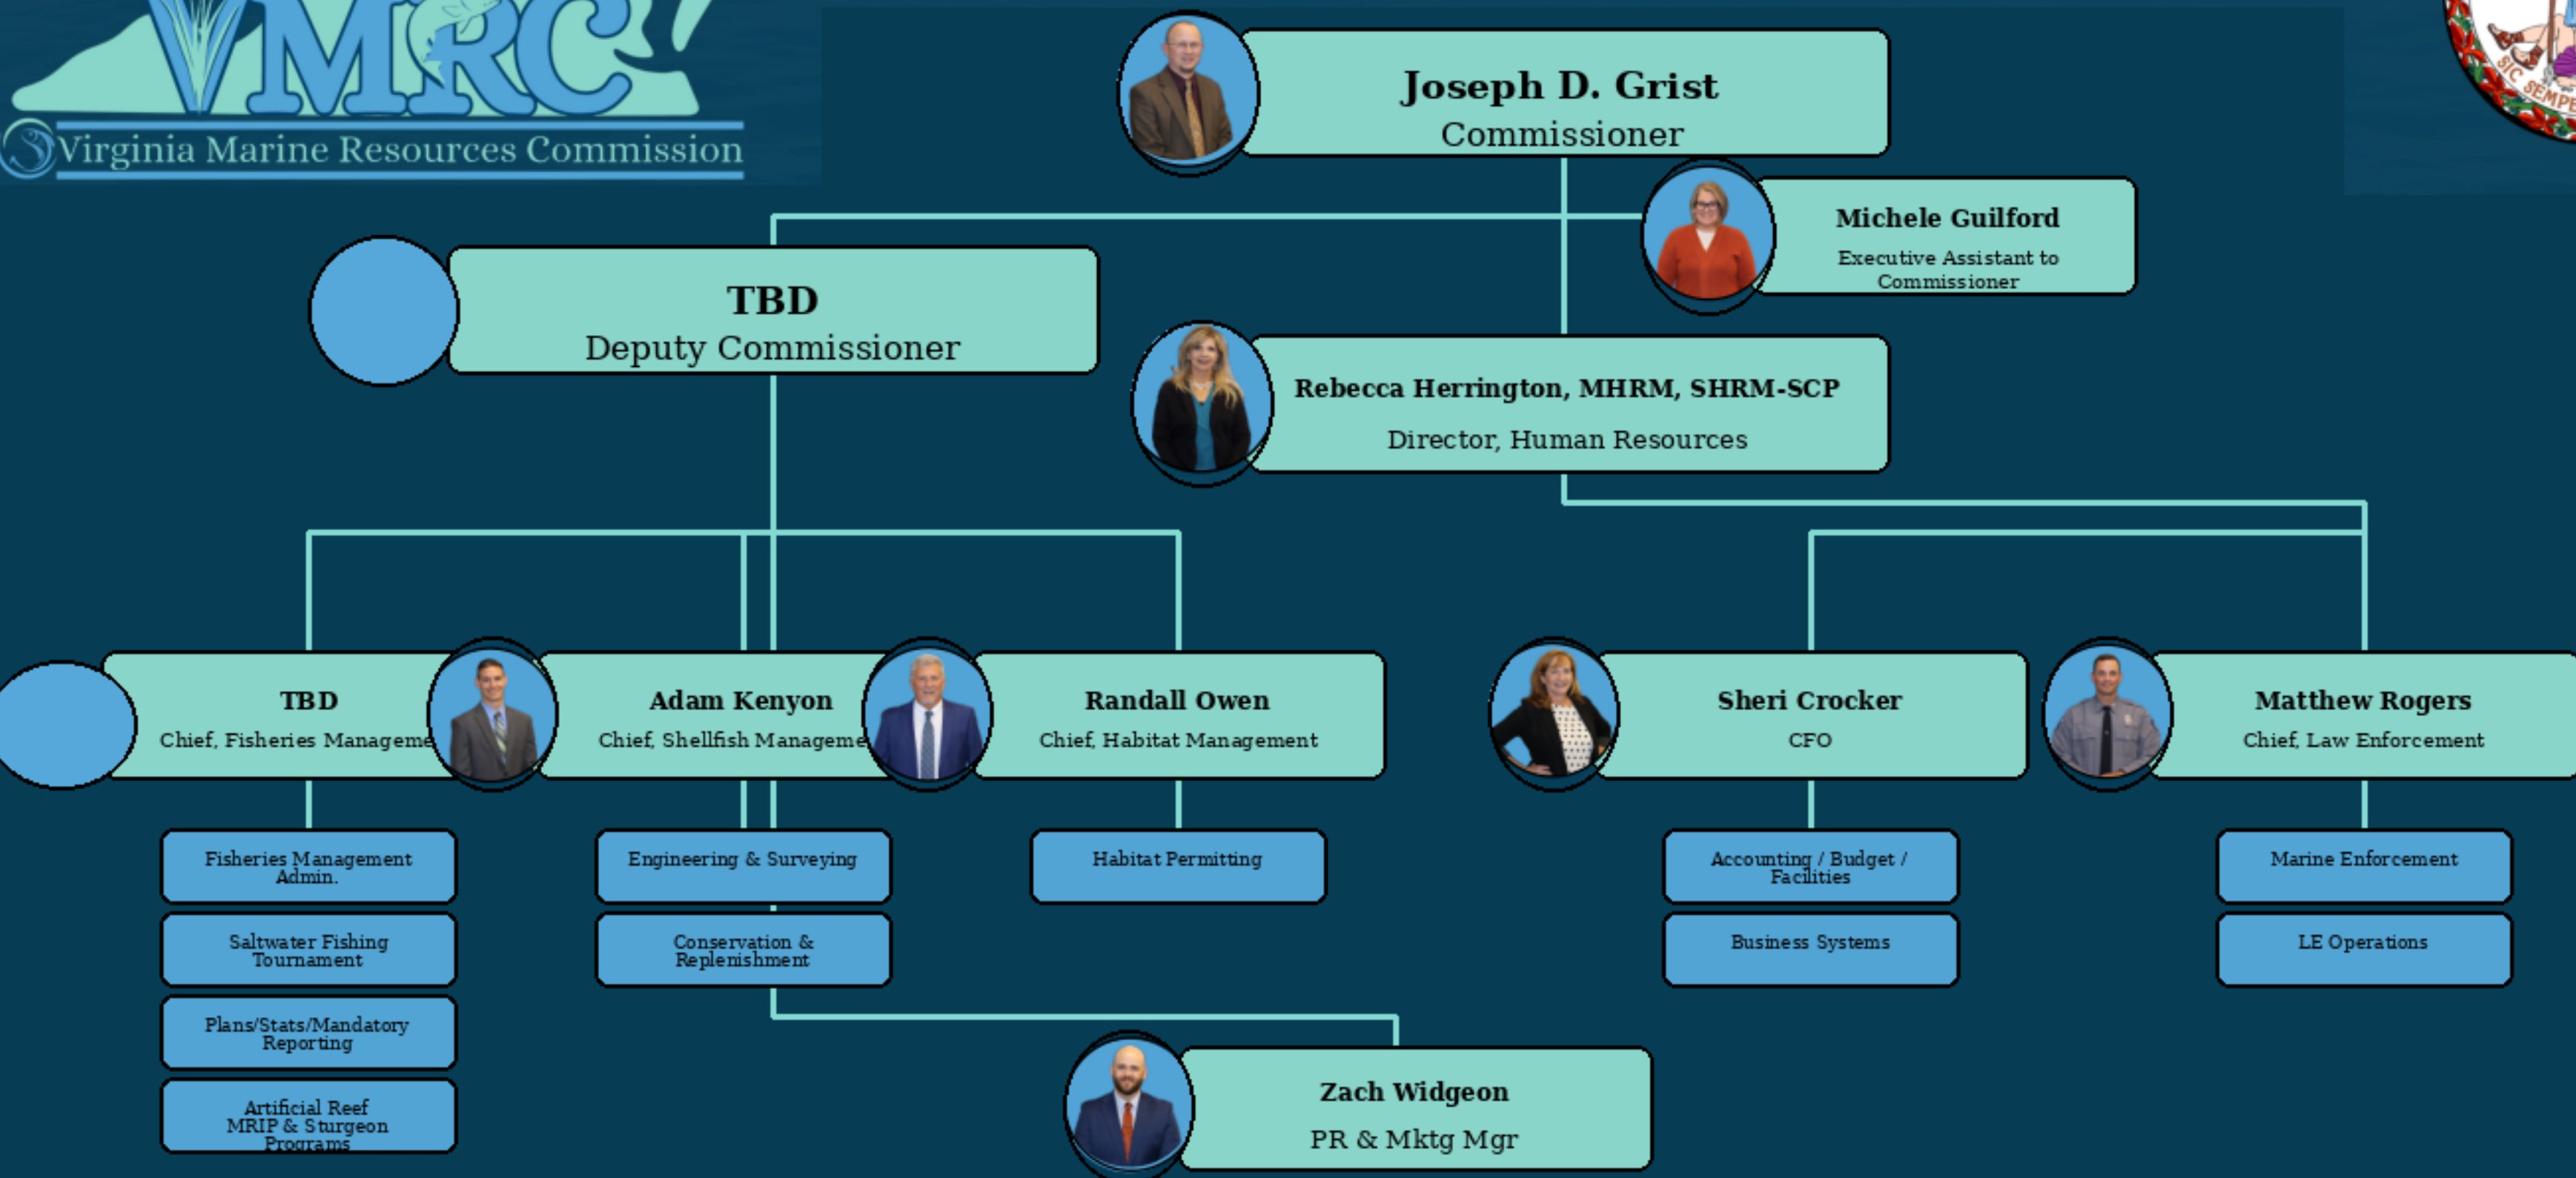 VMRC
Virginia Marine Resources Commission
SIC SEMPE
Joseph D. Grist
Commissioner
Michele Guilford
Executive Assistant to
Commissioner
TBD
Deputy Commissioner
Rebecca Herrington, MHRM, SHRM-SCP
Director, Human Resources
TBD
Chief, Fisheries Manageme
Adam Kenyon
Chief, Shellfish Manageme
Randall Owen
Chief, Habitat Management
Sheri Crocker
CFO
Matthew Rogers
Chief, Law Enforcement
Fisheries Management
Admin.
Saltwater Fishing
Tournament
Plans/Stats/Mandatory
Reporting
Artificial Reef
MRIP & Sturgeon
Programs
Engineering & Surveying
Conservation &
Replenishment
Habitat Permitting
Accounting / Budget /
Facilities
Business Systems
Marine Enforcement
LE Operations
Zach Widgeon
PR & Mktg Mgr